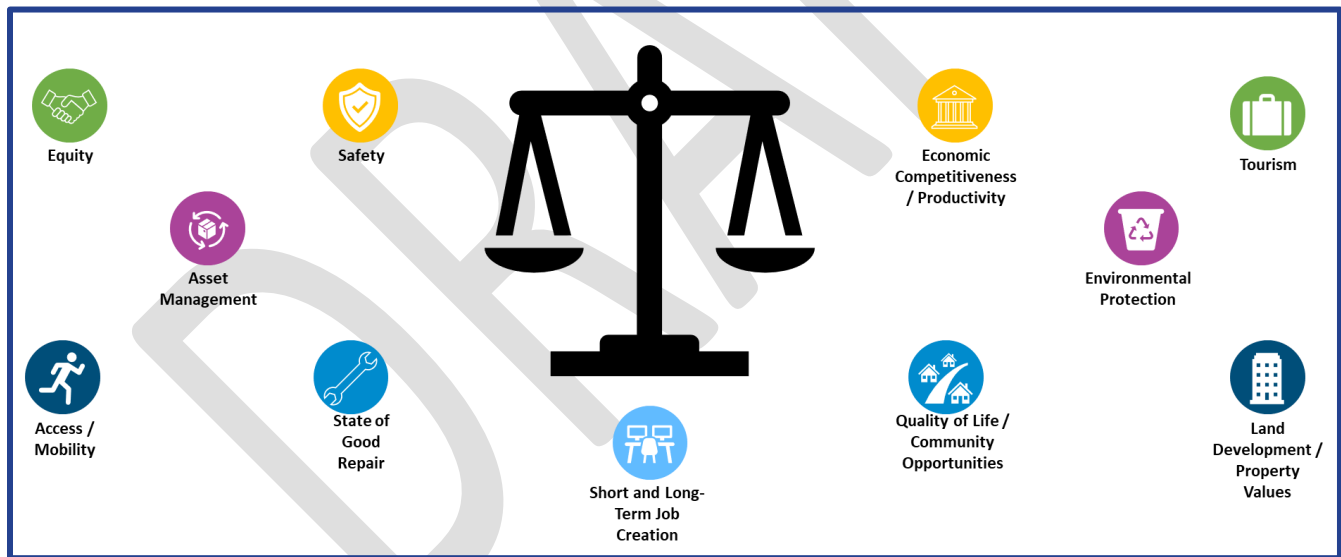 Equity
Safety
Economic
Competitiveness
/ Productivity
Tourism
Asset
Management
Environmental
Protection
Access /
Mobility
State of
Good
Repair
Short and Long-
Term Job
Creation
Quality of Life /
Community
Opportunities
Land
Development /
Property
Values
DRA